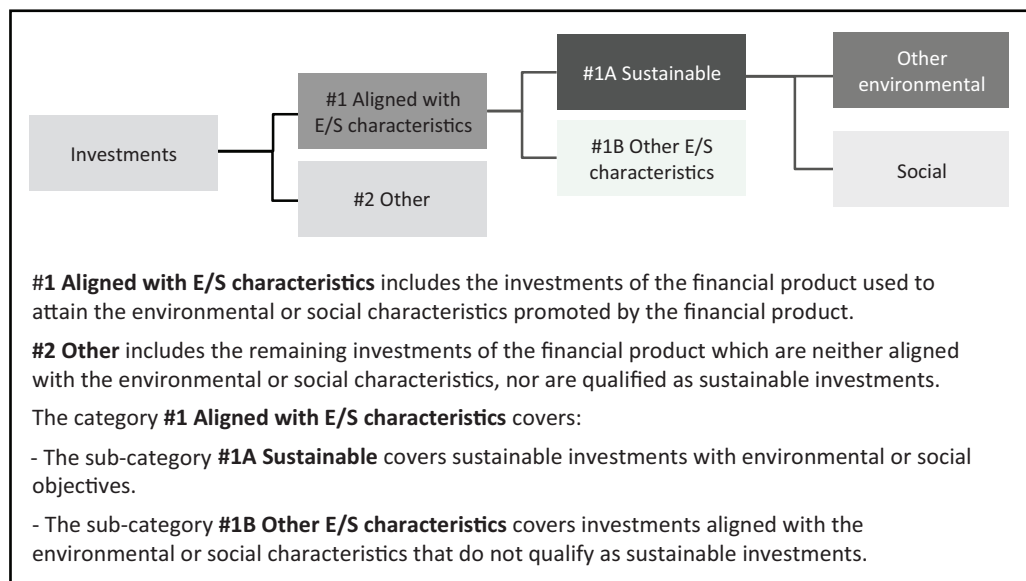 Investments
#1 Aligned with
E/S characteristics
#2 Other
#1A Sustainable
#1B Other E/S
characteristics
Other
environmental
Social
#1 Aligned with E/S characteristics includes the investments of the financial product used to
attain the environmental or social characteristics promoted by the financial product.
#2 Other includes the remaining investments of the financial product which are neither aligned
with the environmental or social characteristics, nor are qualified as sustainable investments.
The category #1 Aligned with E/S characteristics covers:
- The sub-category #1A Sustainable covers sustainable investments with environmental or social
objectives.
- The sub-category #1B Other E/S characteristics covers investments aligned with the
environmental or social characteristics that do not qualify as sustainable investments.